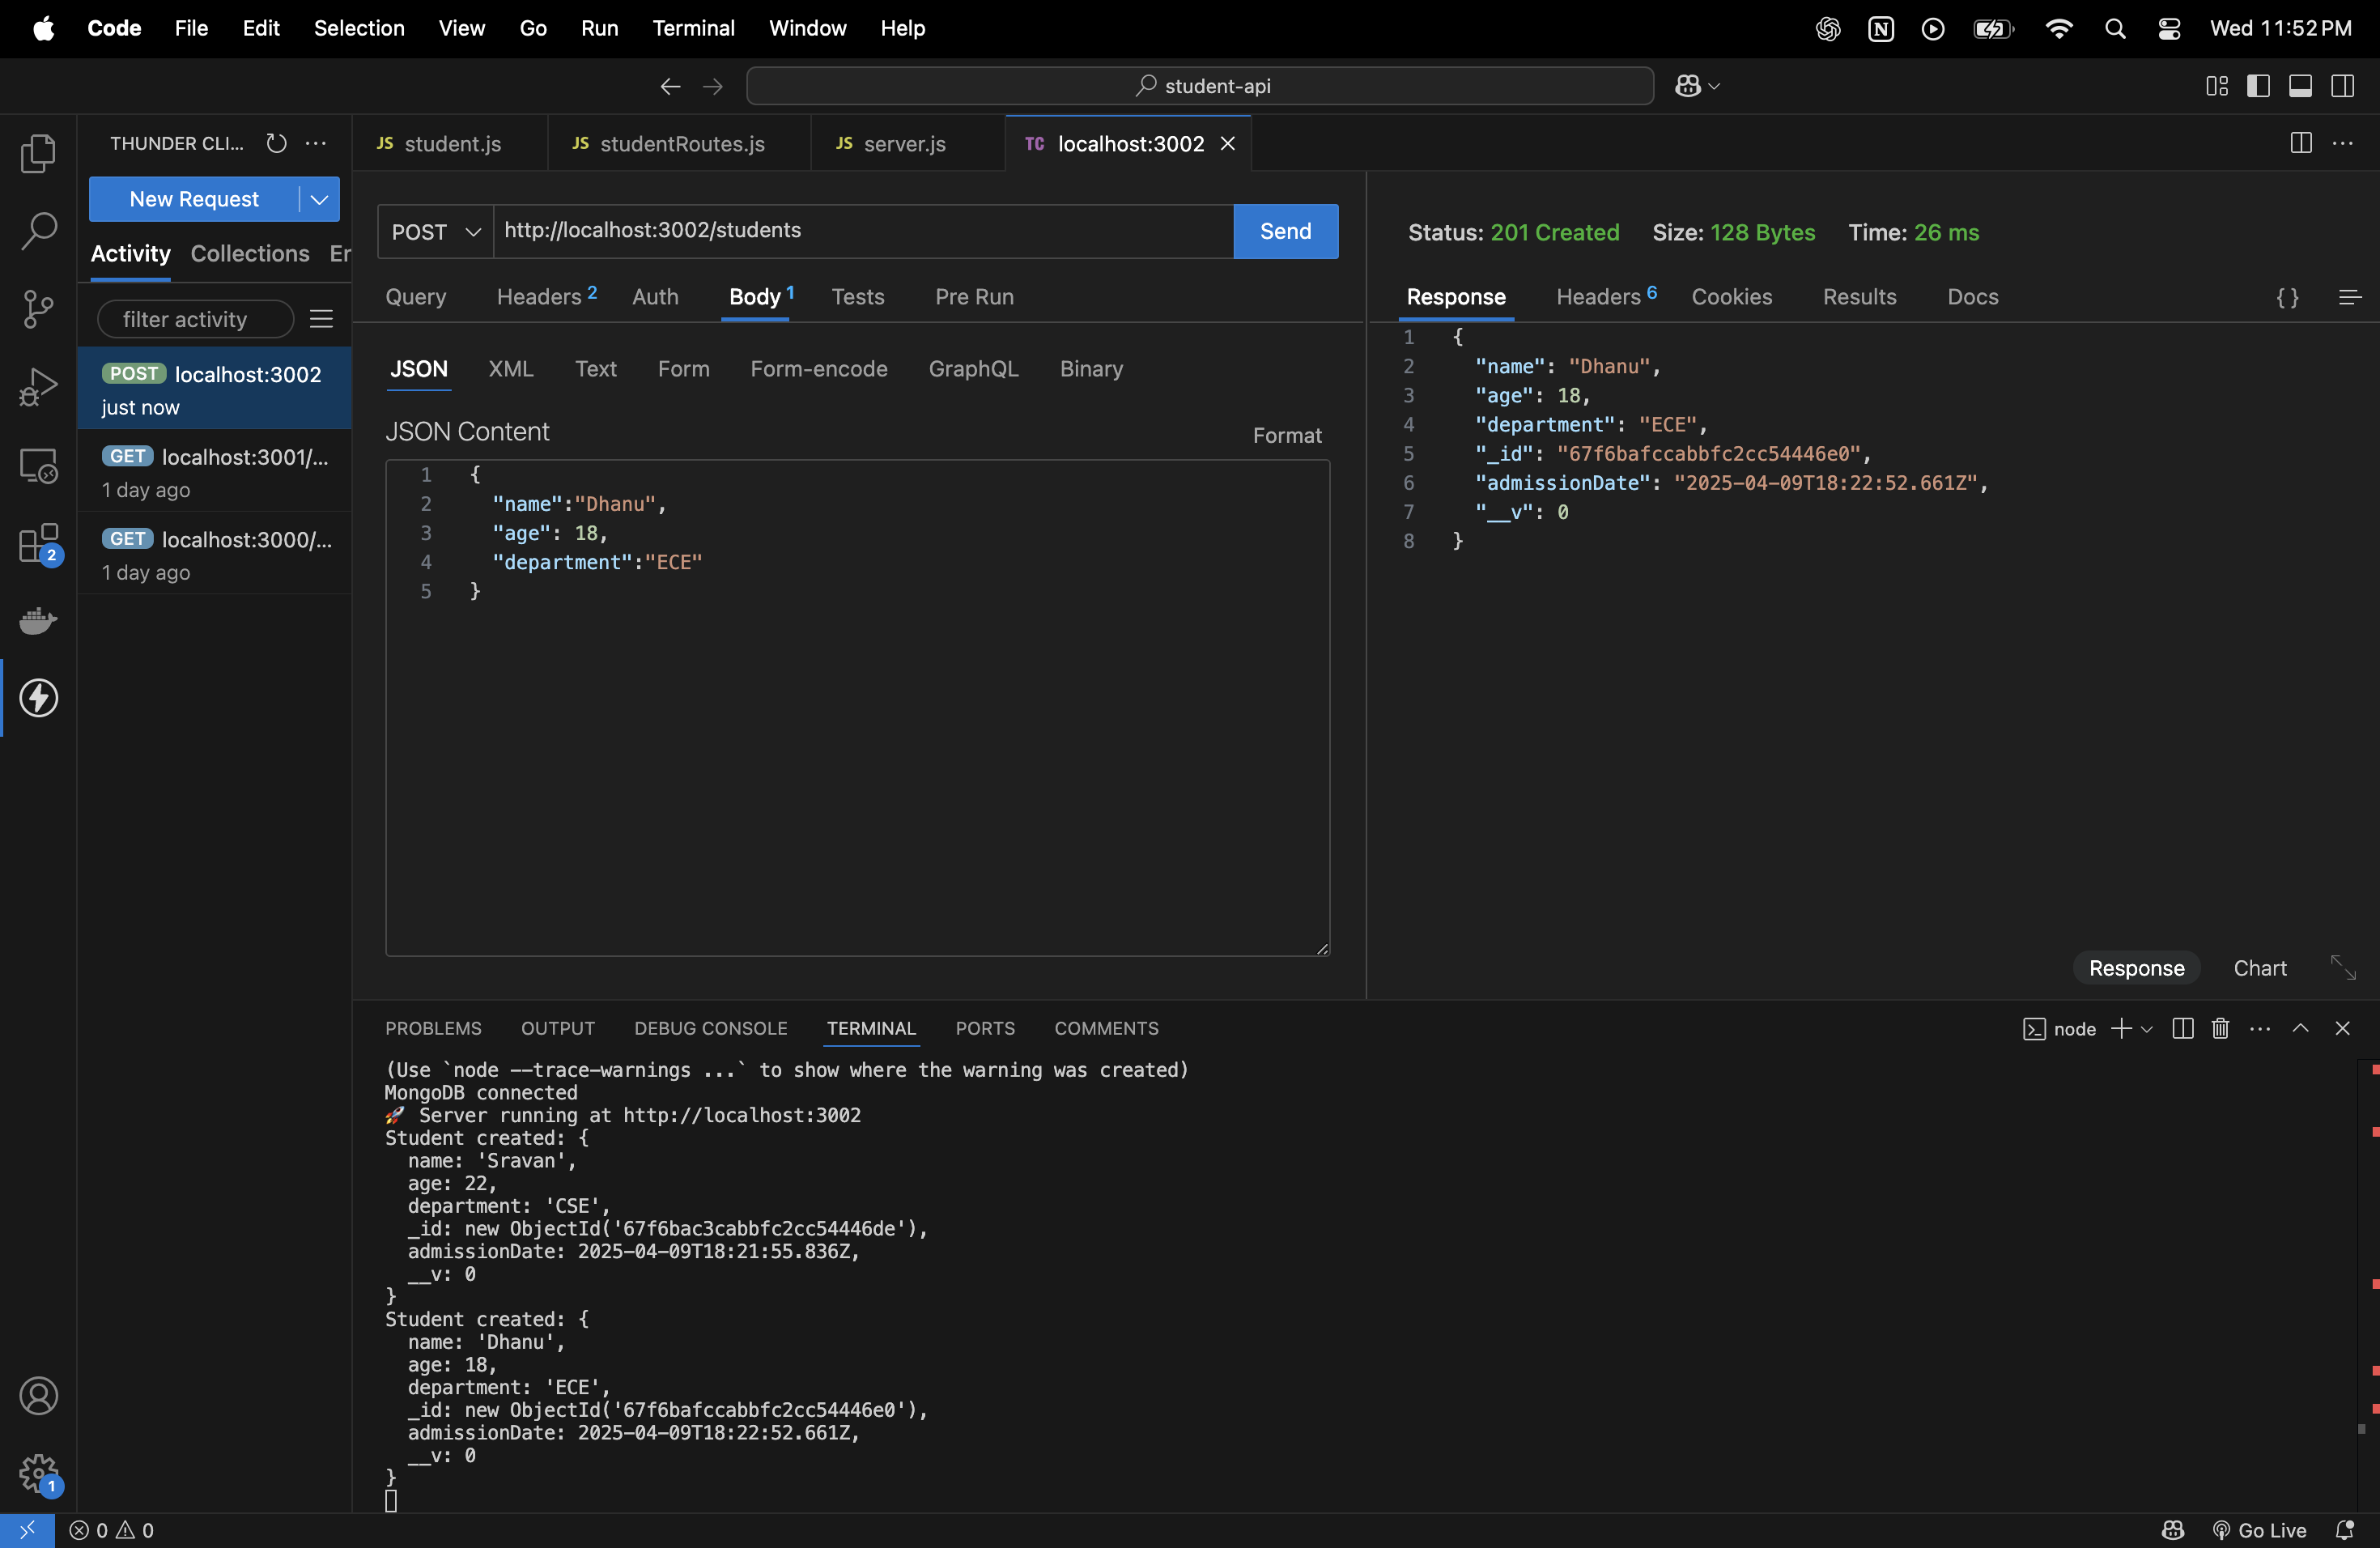 Code File Edit Selection View Go Run Terminal Window Help Wed 11:52 PM
student-api
THUNDER CLI...
JS student.js JS studentRoutes.js JS server.js TC localhost:3002
New Request
Activity Collections Er
filter activity
POST localhost:3002
just now
GET localhost:3001/...
1 day ago
GET localhost:3000/...
1 day ago
2
1
POST http://localhost:3002/students Send
Query Headers 2 Auth Body 1 Tests Pre Run
JSON XML Text Form Form-encode GraphQL Binary
JSON Content
Format
1 {
2 "name":"Dhanu",
3 "age": 18,
4 "department":"ECE"
5 }
Status: 201 Created Size: 128 Bytes Time: 26 ms
Response Headers 6 Cookies Results Docs { }
1 {
2 "name": "Dhanu",
3 "age": 18,
4 "department": "ECE",
5 "_id": "67f6bafccabbfc2cc54446e0",
6 "admissionDate": "2025-04-09T18:22:52.661Z",
7 "__v": 0
8 }
Response Chart
PROBLEMS OUTPUT DEBUG CONSOLE TERMINAL PORTS COMMENTS node
(Use `node --trace-warnings ...` to show where the warning was created)
MongoDB connected
🚀 Server running at http://localhost:3002
Student created: {
name: 'Sravan',
age: 22,
department: 'CSE',
_id: new ObjectId('67f6bac3cabbfc2cc54446de'),
admissionDate: 2025-04-09T18:21:55.836Z,
__v: 0
}
Student created: {
name: 'Dhanu',
age: 18,
department: 'ECE',
_id: new ObjectId('67f6bafccabbfc2cc54446e0'),
admissionDate: 2025-04-09T18:22:52.661Z,
__v: 0
}
0 0 Go Live